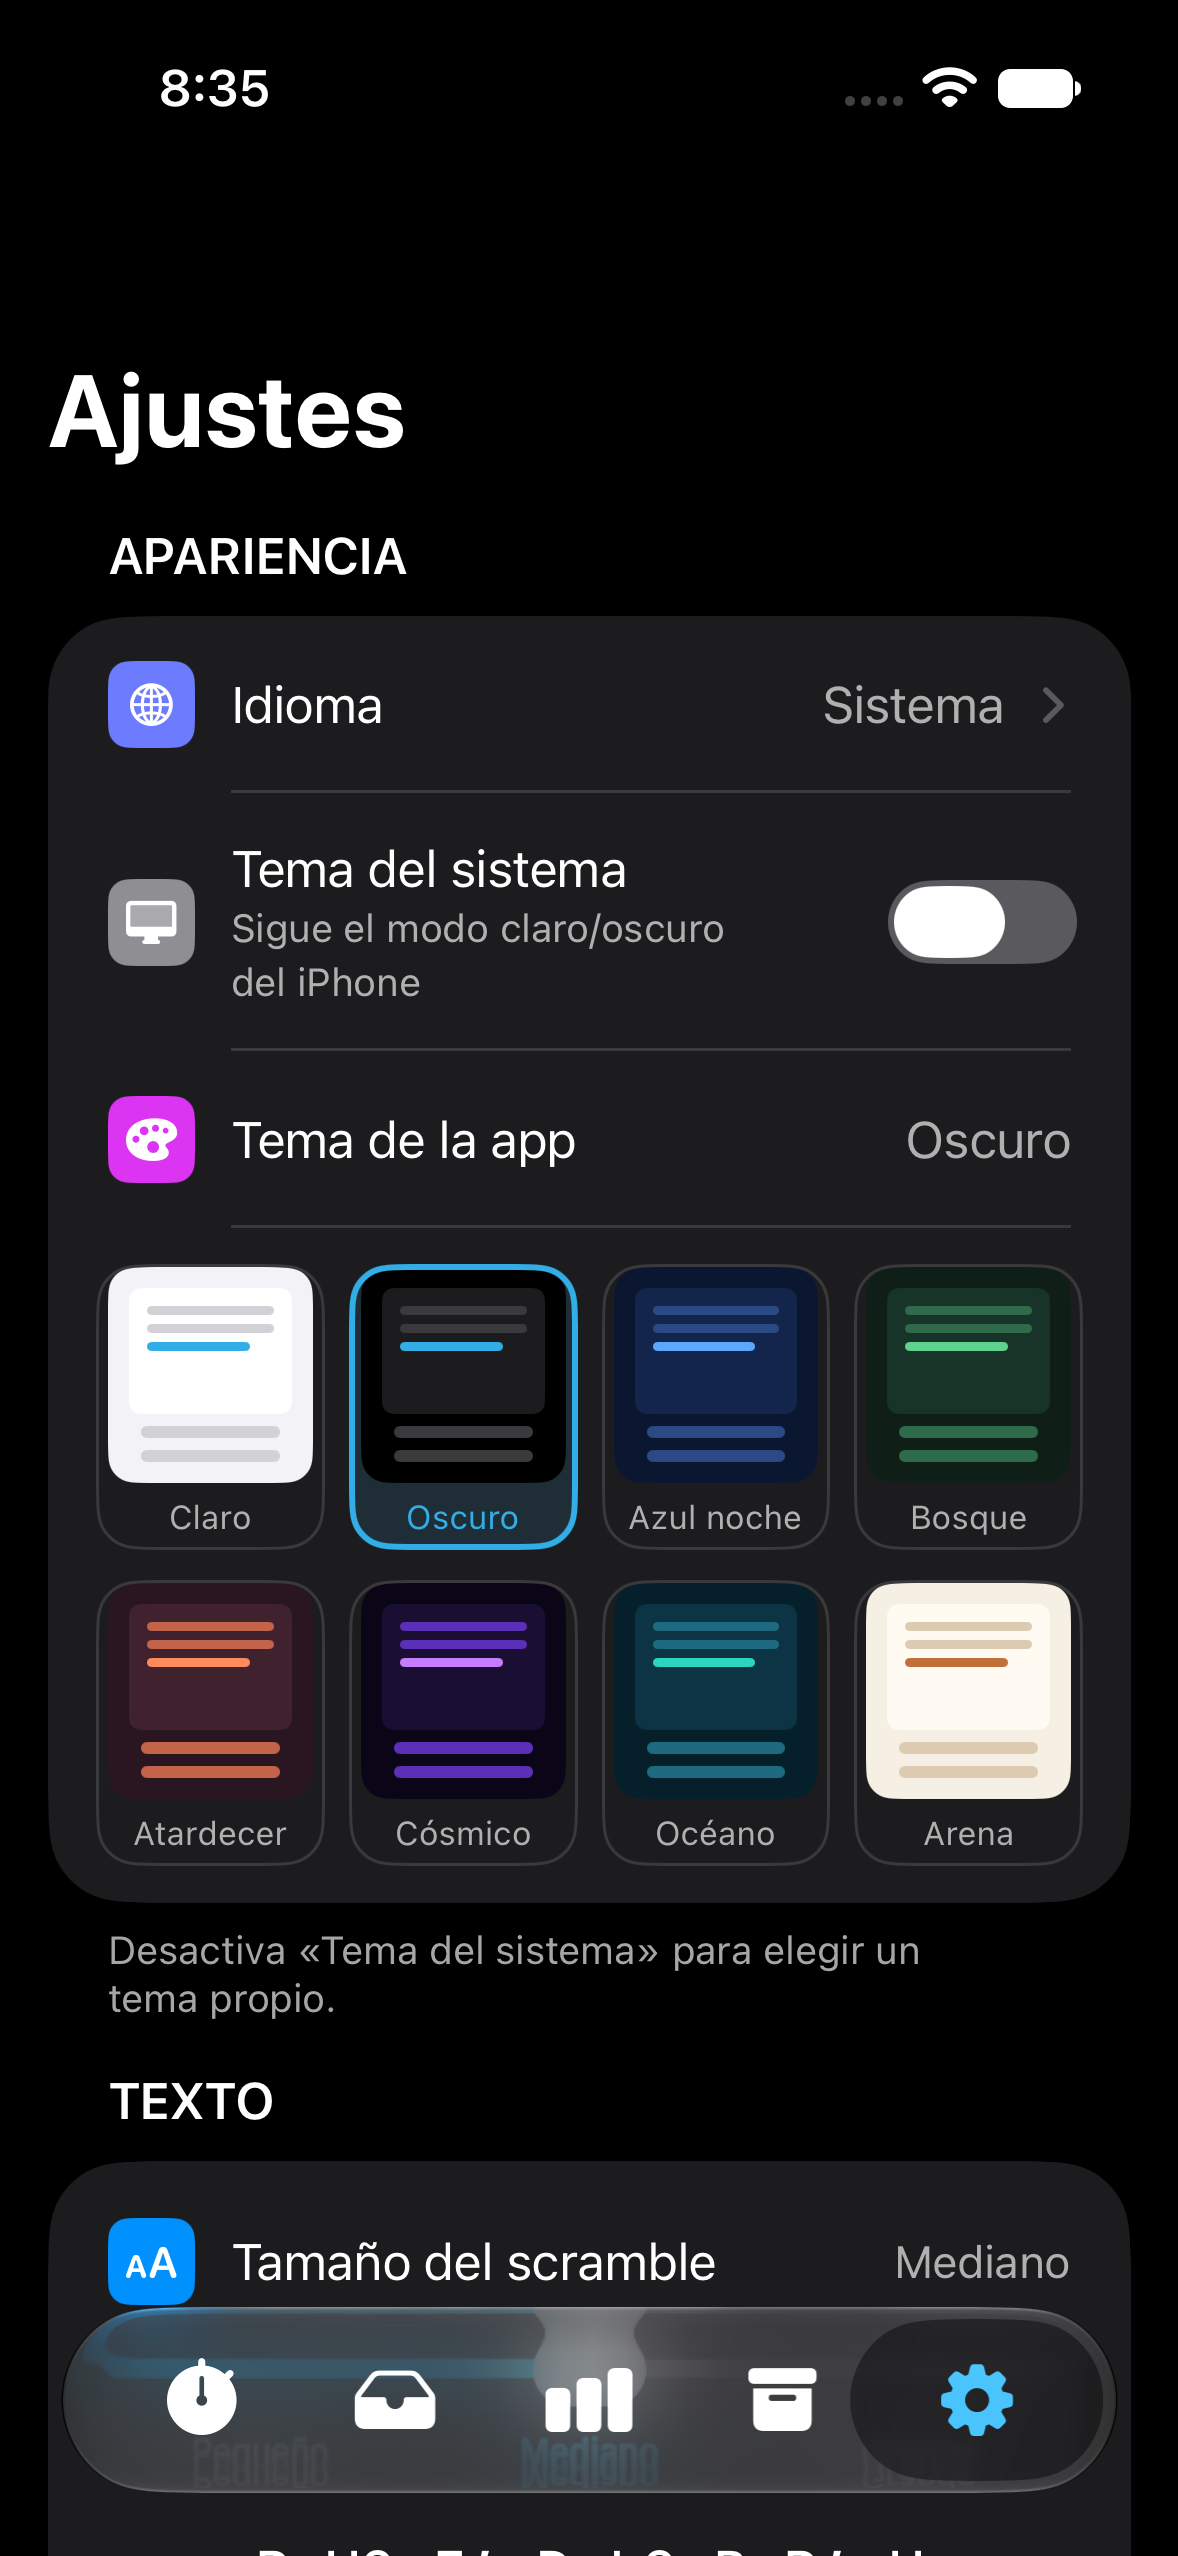 8:35
Ajustes
APARIENCIA
Idioma
Sistema
Tema del sistema
Sigue el modo claro/oscuro
del iPhone
Tema de la app
Oscuro
Claro
Oscuro
Azul noche
Bosque
Atardecer
Cósmico
Océano
Arena
Desactiva «Tema del sistema» para elegir un
tema propio.
TEXTO
AA
Tamaño del scramble
Mediano
Pequeño
Mediano